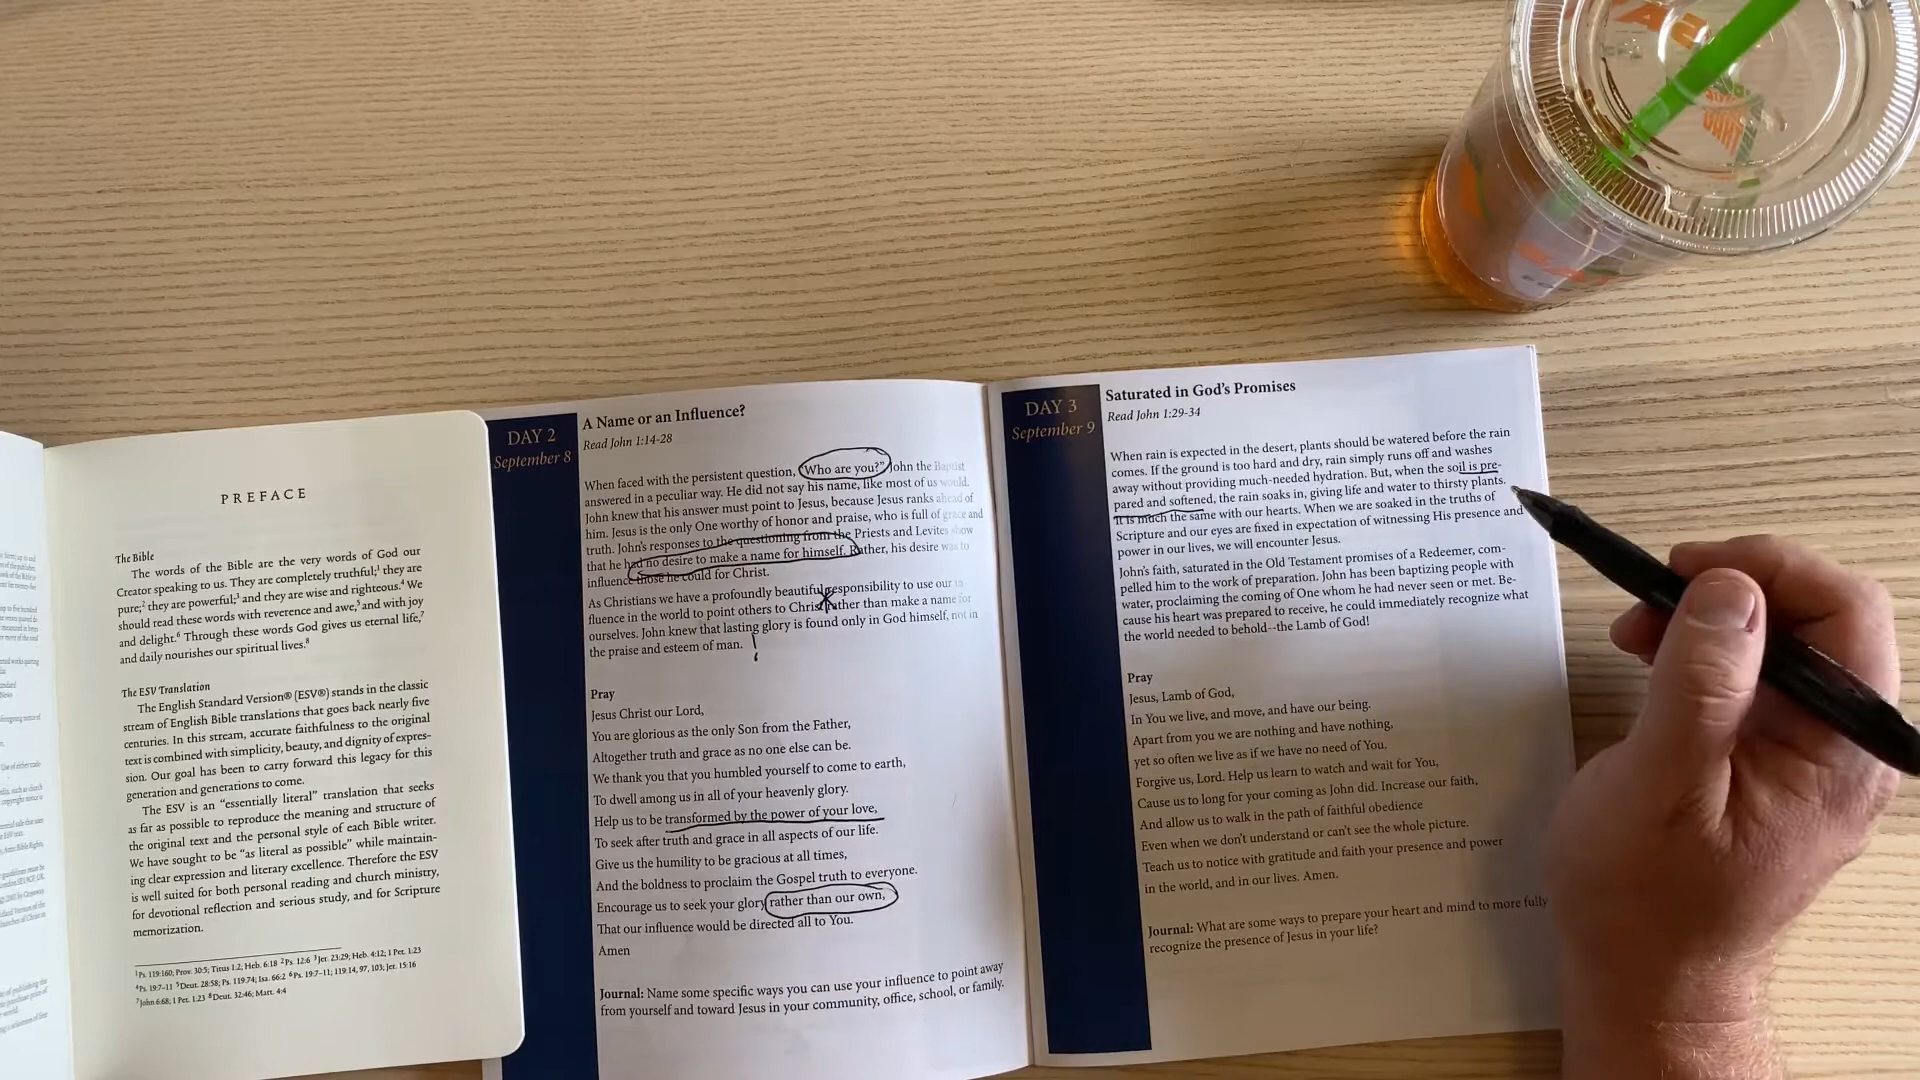 PREFACE
The Bible
The words of the Bible are the very words of God our
Creator speaking to us. They are completely truthful;¹ they are
pure;² they are powerful;³ and they are wise and righteous.⁴ We
should read these words with reverence and awe,⁵ and with joy
and delight.⁶ Through these words God gives us eternal life,⁷
and daily nourishes our spiritual lives.⁸
The ESV Translation
The English Standard Version® (ESV®) stands in the classic
stream of English Bible translations that goes back nearly five
centuries. In this stream, accurate faithfulness to the original
text is combined with simplicity, beauty, and dignity of expres-
sion. Our goal has been to carry forward this legacy for this
generation and generations to come.
The ESV is an “essentially literal” translation that seeks
as far as possible to reproduce the meaning and structure of
the original text and the personal style of each Bible writer.
We have sought to be “as literal as possible” while maintain-
ing clear expression and literary excellence. Therefore the ESV
is well suited for both personal reading and church ministry,
for devotional reflection and serious study, and for Scripture
memorization.
¹Ps. 119:160; Prov. 30:5; Titus 1:2; Heb. 6:18 ²Ps. 12:6 ³Jer. 23:29; Heb. 4:12; 1 Pet. 1:23
⁴Ps. 19:7–11 ⁵Deut. 28:58; Ps. 119:74; Isa. 66:2 ⁶Ps. 19:7–11; 119:14, 97, 103; Jer. 15:16
⁷John 6:68; 1 Pet. 1:23 ⁸Deut. 32:46; Matt. 4:4
DAY 2
September 8
A Name or an Influence?
Read John 1:14-28
When faced with the persistent question, “Who are you?” John the Baptist
answered in a peculiar way. He did not say his name, like most of us would.
John knew that his answer must point to Jesus, because Jesus ranks ahead of
him. Jesus is the only One worthy of honor and praise, who is full of grace and
truth. John’s responses to the questioning from the Priests and Levites show
that he had no desire to make a name for himself. Rather, his desire was to
influence those he could for Christ.
As Christians we have a profoundly beautiful responsibility to use our in-
fluence in the world to point others to Christ rather than make a name for
ourselves. John knew that lasting glory is found only in God himself, not in
the praise and esteem of man. !
Pray
Jesus Christ our Lord,
You are glorious as the only Son from the Father,
Altogether truth and grace as no one else can be.
We thank you that you humbled yourself to come to earth,
To dwell among us in all of your heavenly glory.
Help us to be transformed by the power of your love,
To seek after truth and grace in all aspects of our life.
Give us the humility to be gracious at all times,
And the boldness to proclaim the Gospel truth to everyone.
Encourage us to seek your glory rather than our own,
That our influence would be directed all to You.
Amen
Journal: Name some specific ways you can use your influence to point away
from yourself and toward Jesus in your community, office, school, or family.
DAY 3
September 9
Saturated in God’s Promises
Read John 1:29-34
When rain is expected in the desert, plants should be watered before the rain
comes. If the ground is too hard and dry, rain simply runs off and washes
away without providing much-needed hydration. But, when the soil is pre-
pared and softened, the rain soaks in, giving life and water to thirsty plants.
It is much the same with our hearts. When we are soaked in the truths of
Scripture and our eyes are fixed in expectation of witnessing His presence and
power in our lives, we will encounter Jesus.
John’s faith, saturated in the Old Testament promises of a Redeemer, com-
pelled him to the work of preparation. John has been baptizing people with
water, proclaiming the coming of One whom he had never seen or met. Be-
cause his heart was prepared to receive, he could immediately recognize what
the world needed to behold--the Lamb of God!
Pray
Jesus, Lamb of God,
In You we live, and move, and have our being.
Apart from you we are nothing and have nothing,
yet so often we live as if we have no need of You.
Forgive us, Lord. Help us learn to watch and wait for You,
Cause us to long for your coming as John did. Increase our faith,
And allow us to walk in the path of faithful obedience
Even when we don’t understand or can’t see the whole picture.
Teach us to notice with gratitude and faith your presence and power
in the world, and in our lives. Amen.
Journal: What are some ways to prepare your heart and mind to more fully
recognize the presence of Jesus in your life?